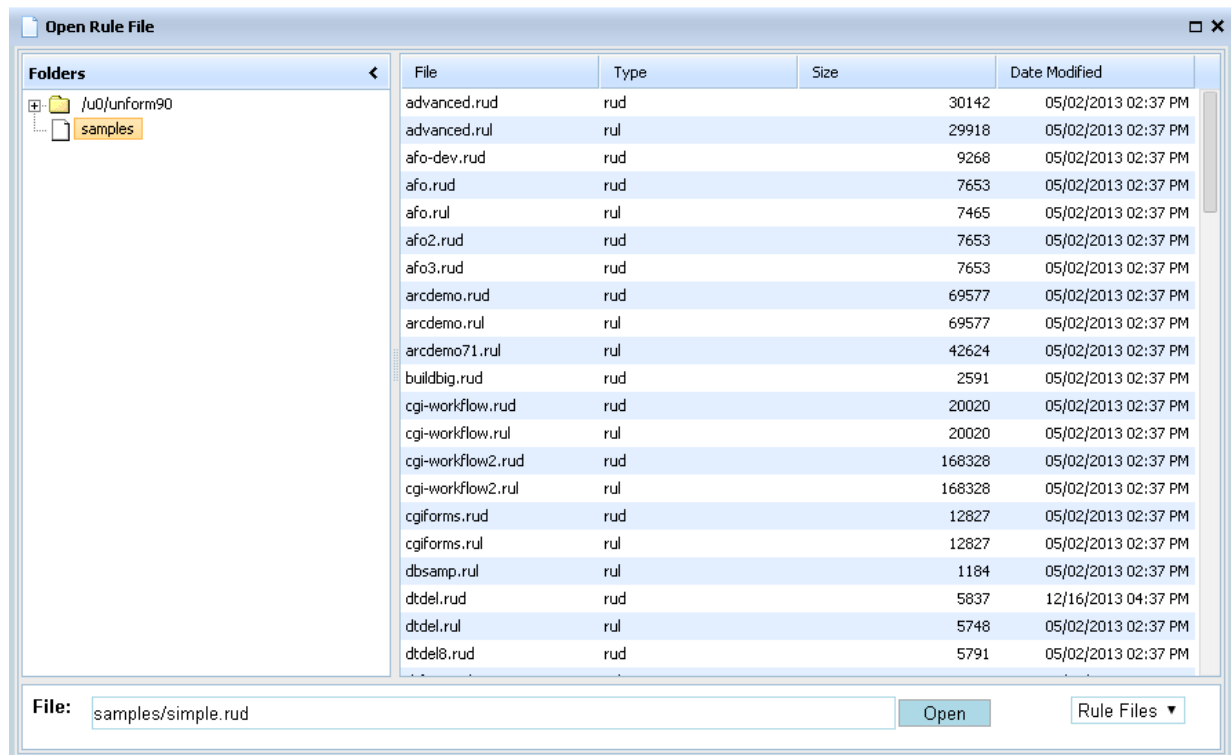 Open Rule File
Folders
/u0/unform90
samples
File Type Size Date Modified
advanced.rud rud 30142 05/02/2013 02:37 PM
advanced.rul rul 29918 05/02/2013 02:37 PM
afo-dev.rud rud 9268 05/02/2013 02:37 PM
afo.rud rud 7653 05/02/2013 02:37 PM
afo.rul rul 7465 05/02/2013 02:37 PM
afo2.rud rud 7653 05/02/2013 02:37 PM
afo3.rud rud 7653 05/02/2013 02:37 PM
arcdemo.rud rud 69577 05/02/2013 02:37 PM
arcdemo.rul rul 69577 05/02/2013 02:37 PM
arcdemo71.rul rul 42624 05/02/2013 02:37 PM
buildbig.rud rud 2591 05/02/2013 02:37 PM
cgi-workflow.rud rud 20020 05/02/2013 02:37 PM
cgi-workflow.rul rul 20020 05/02/2013 02:37 PM
cgi-workflow2.rud rud 168328 05/02/2013 02:37 PM
cgi-workflow2.rul rul 168328 05/02/2013 02:37 PM
cgiforms.rud rud 12827 05/02/2013 02:37 PM
cgiforms.rul rul 12827 05/02/2013 02:37 PM
dbsamp.rul rul 1184 05/02/2013 02:37 PM
dtdel.rud rud 5837 12/16/2013 04:37 PM
dtdel.rul rul 5748 05/02/2013 02:37 PM
dtdel8.rud rud 5791 05/02/2013 02:37 PM
File: samples/simple.rud Open Rule Files